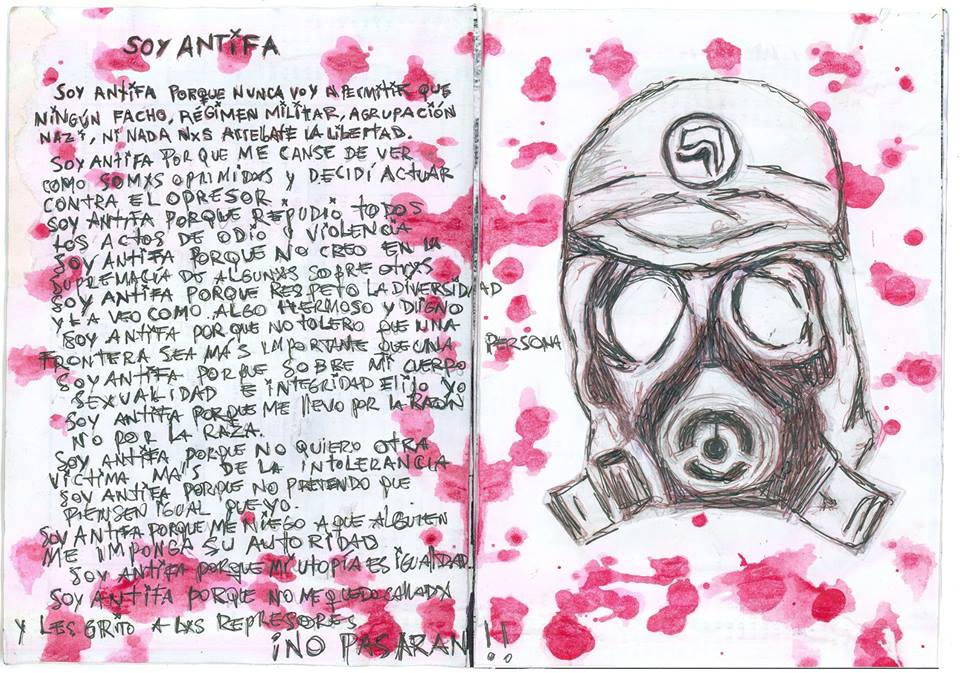 SOY ANTIFA
SOY ANTIFA PORQUE NUNCA VOY A PERMITIR QUE
NINGÚN FACHO, RÉGIMEN MILITAR, AGRUPACIÓN
NAZI, NI NADA NXS ARREBATE LA LIBERTAD.
SOY ANTIFA POR QUE ME CANSE DE VER
COMO SOMXS OPRIMIDXS Y DECIDÍ ACTUAR
CONTRA EL OPRESOR.
SOY ANTIFA PORQUE REPUDIO TODOS
LOS ACTOS DE ODIO Y VIOLENCIA
SOY ANTIFA PORQUE NO CREO EN LA
SUPREMACÍA DE ALGUNXS SOBRE OTRXS
SOY ANTIFA PORQUE RESPETO LA DIVERSIDAD
Y LA VEO COMO ALGO HERMOSO Y DIGNO
SOY ANTIFA POR QUE NO TOLERO QUE UNA
FRONTERA SEA MÁS IMPORTANTE QUE UNA PERSONA
SOY ANTIFA PORQUE SOBRE MI CUERPO
SEXUALIDAD E INTEGRIDAD ELIJO YO
SOY ANTIFA PORQUE ME LLEVO POR LA RAZÓN
NO POR LA RAZA.
SOY ANTIFA PORQUE NO QUIERO OTRA
VÍCTIMA MÁS DE LA INTOLERANCIA
SOY ANTIFA PORQUE NO PRETENDO QUE
PIENSEN IGUAL QUE YO.
SOY ANTIFA PORQUE ME NIEGO A QUE ALGUIEN
ME IMPONGA SU AUTORIDAD
SOY ANTIFA PORQUE MI UTOPÍA ES IGUALDAD.
SOY ANTIFA PORQUE NO ME QUEDO CALLADX
Y LES GRITO A LXS REPRESORES
¡NO PASARAN!!